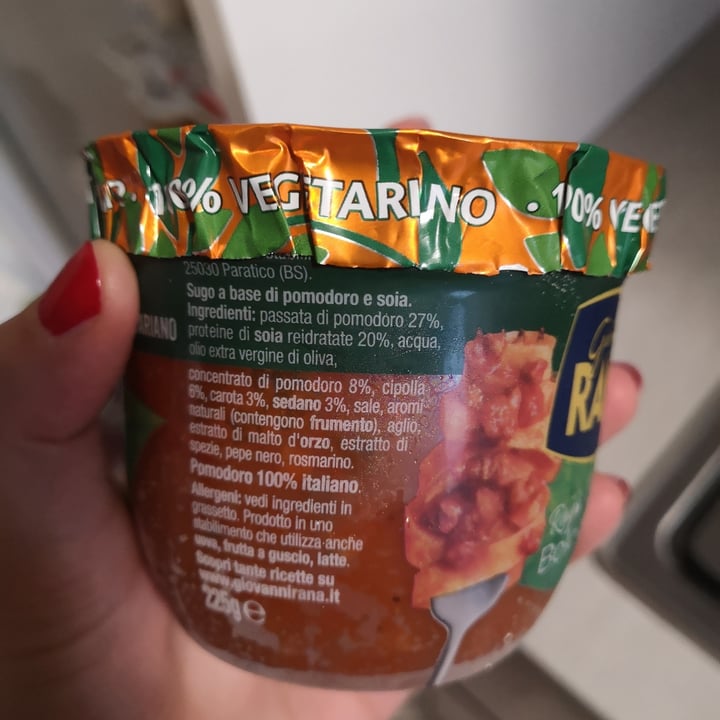 100% VEGETARINO · 100% VE
25030 Paratico (BS).
Sugo a base di pomodoro e soia.
Ingredienti: passata di pomodoro 27%,
proteine di soia reidratate 20%, acqua,
olio extra vergine di oliva,
concentrato di pomodoro 8%, cipolla
6%, carota 3%, sedano 3%, sale, aromi
naturali (contengono frumento), aglio,
estratto di malto d'orzo, estratto di
spezie, pepe nero, rosmarino.
Pomodoro 100% italiano.
Allergeni: vedi ingredienti in
grassetto. Prodotto in uno
stabilimento che utilizza anche
uova, frutta a guscio, latte.
Scopri tante ricette su
www.giovannirana.it
225g e
ARIANO
RA